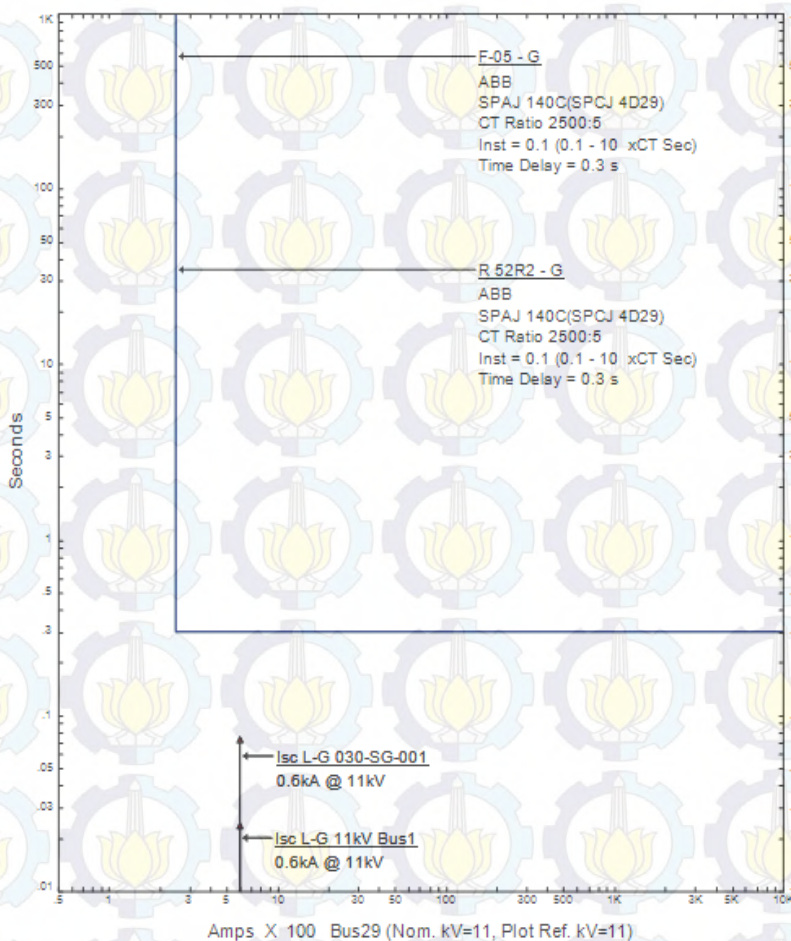 1K
500
300
100
50
30
10
5
3
1
.5
.3
.1
.05
.03
.01
Seconds
F-05 - G
ABB
SPAJ 140C(SPCJ 4D29)
CT Ratio 2500:5
Inst = 0.1 (0.1 - 10 xCT Sec)
Time Delay = 0.3 s
R 52R2 - G
ABB
SPAJ 140C(SPCJ 4D29)
CT Ratio 2500:5
Inst = 0.1 (0.1 - 10 xCT Sec)
Time Delay = 0.3 s
Isc L-G 030-SG-001
0.6kA @ 11kV
Isc L-G 11kV Bus1
0.6kA @ 11kV
.5 1 3 5 10 30 50 100 300 500 1K 3K 5K 10K
Amps X 100 Bus29 (Nom. kV=11, Plot Ref. kV=11)